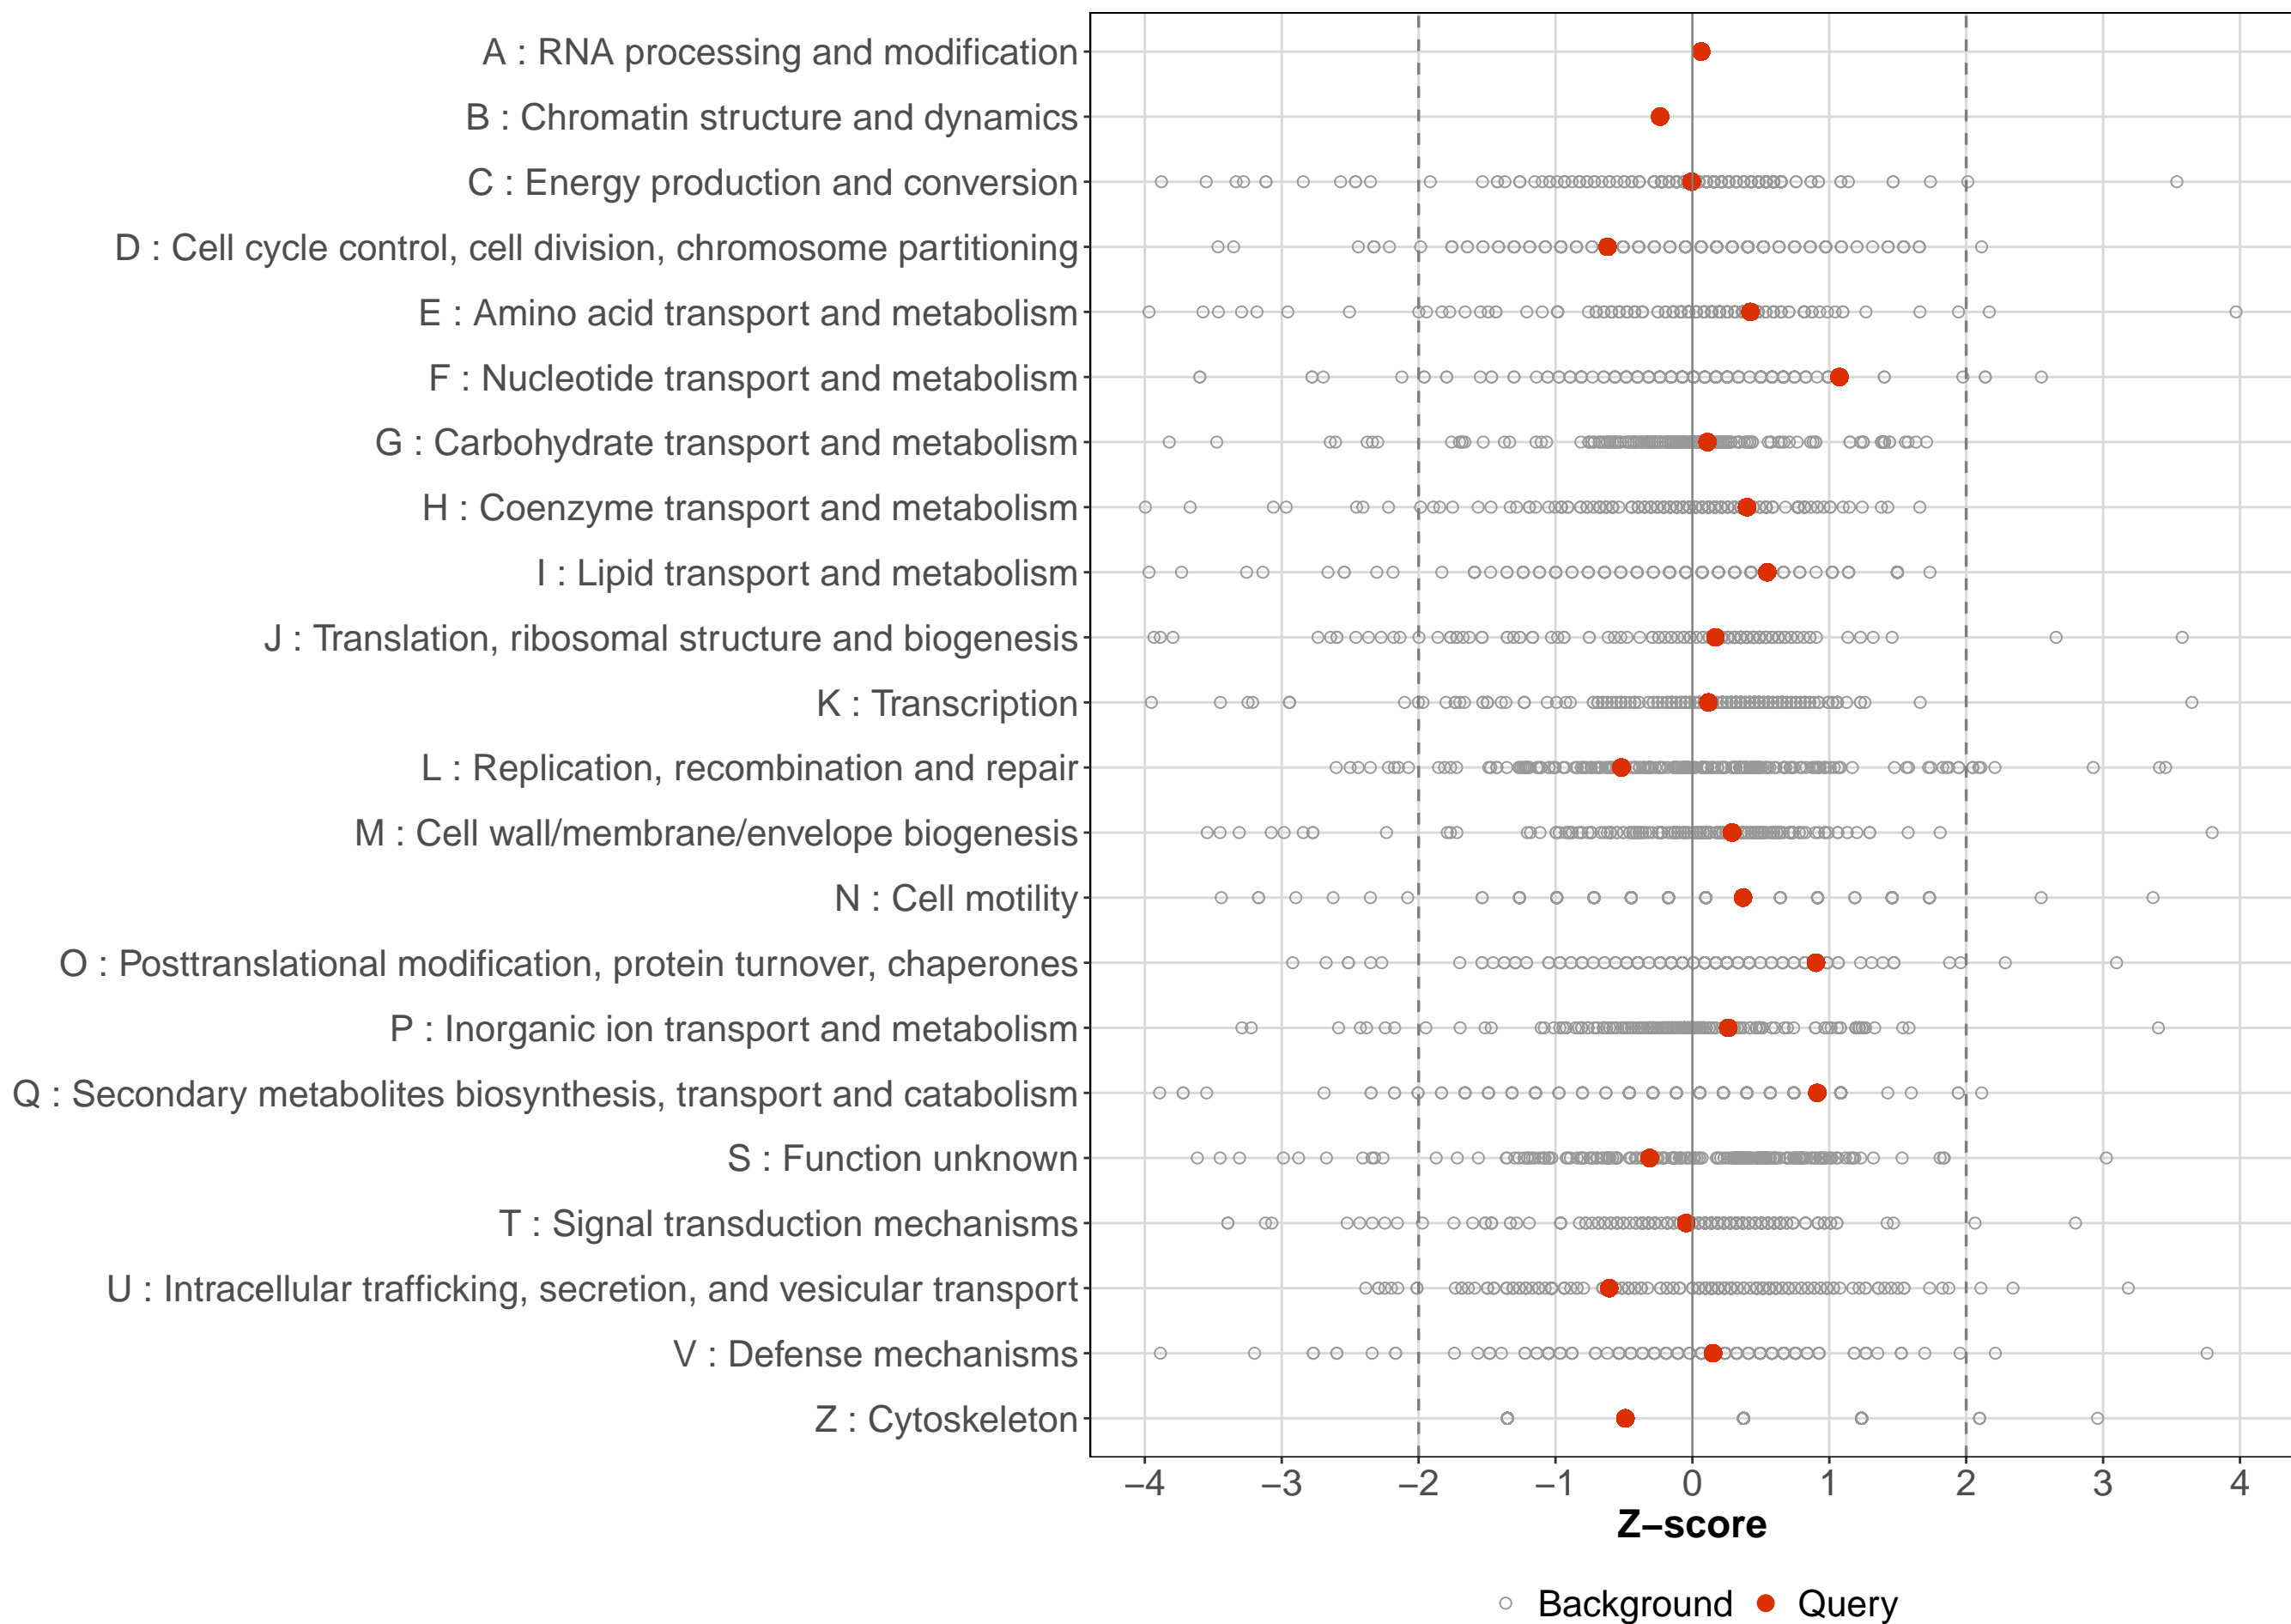 A : RNA processing and modification
B : Chromatin structure and dynamics
C : Energy production and conversion
D : Cell cycle control, cell division, chromosome partitioning
E : Amino acid transport and metabolism
F : Nucleotide transport and metabolism
G : Carbohydrate transport and metabolism
H : Coenzyme transport and metabolism
I : Lipid transport and metabolism
J : Translation, ribosomal structure and biogenesis
K : Transcription
L : Replication, recombination and repair
M : Cell wall/membrane/envelope biogenesis
N : Cell motility
O : Posttranslational modification, protein turnover, chaperones
P : Inorganic ion transport and metabolism
Q : Secondary metabolites biosynthesis, transport and catabolism
S : Function unknown
T : Signal transduction mechanisms
U : Intracellular trafficking, secretion, and vesicular transport
V : Defense mechanisms
Z : Cytoskeleton
−4 −3 −2 −1 0 1 2 3 4
Z−score
Background Query